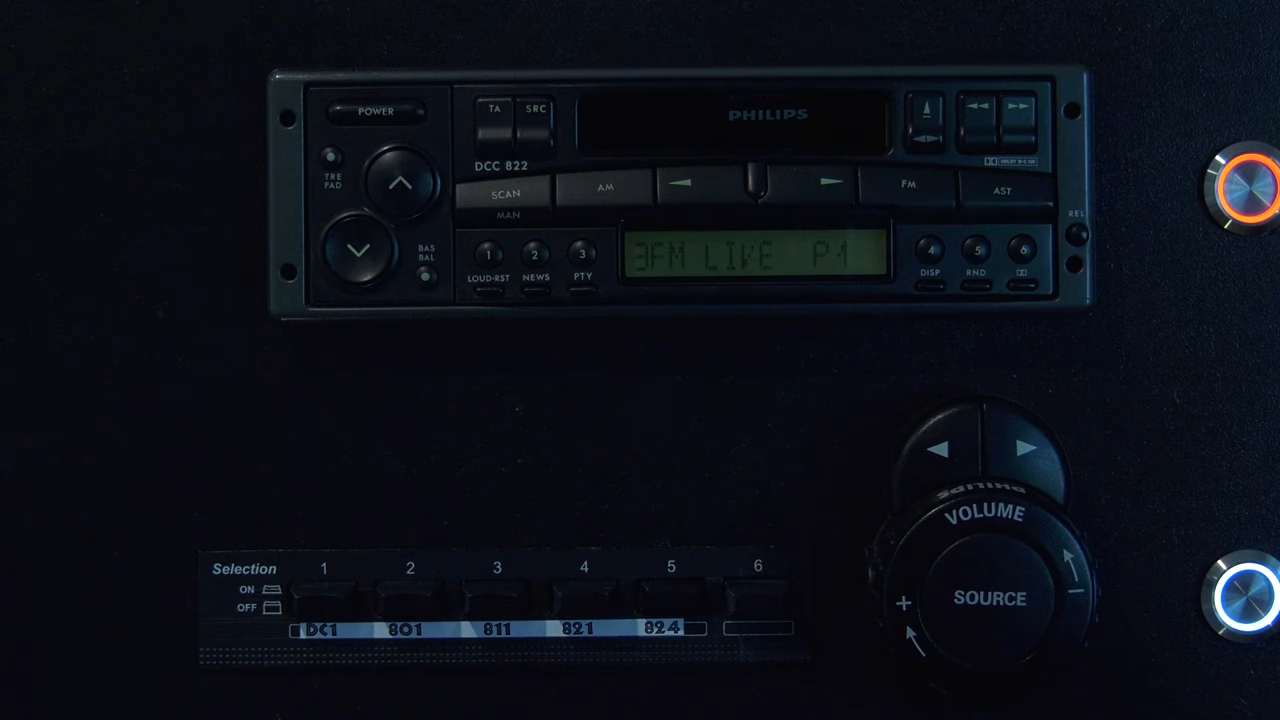 POWER
TA SRC
PHILIPS
DCC 822
TRE
FAD
SCAN
AM
FM
AST
MAN
REL
BAS
BAL
1 2 3
LOUD-RST NEWS PTY
3FM LIVE P1
4 5 6
DISP RND
PHILIPS
VOLUME
SOURCE
+ −
Selection 1 2 3 4 5 6
ON
OFF
DC1 801 811 821 824